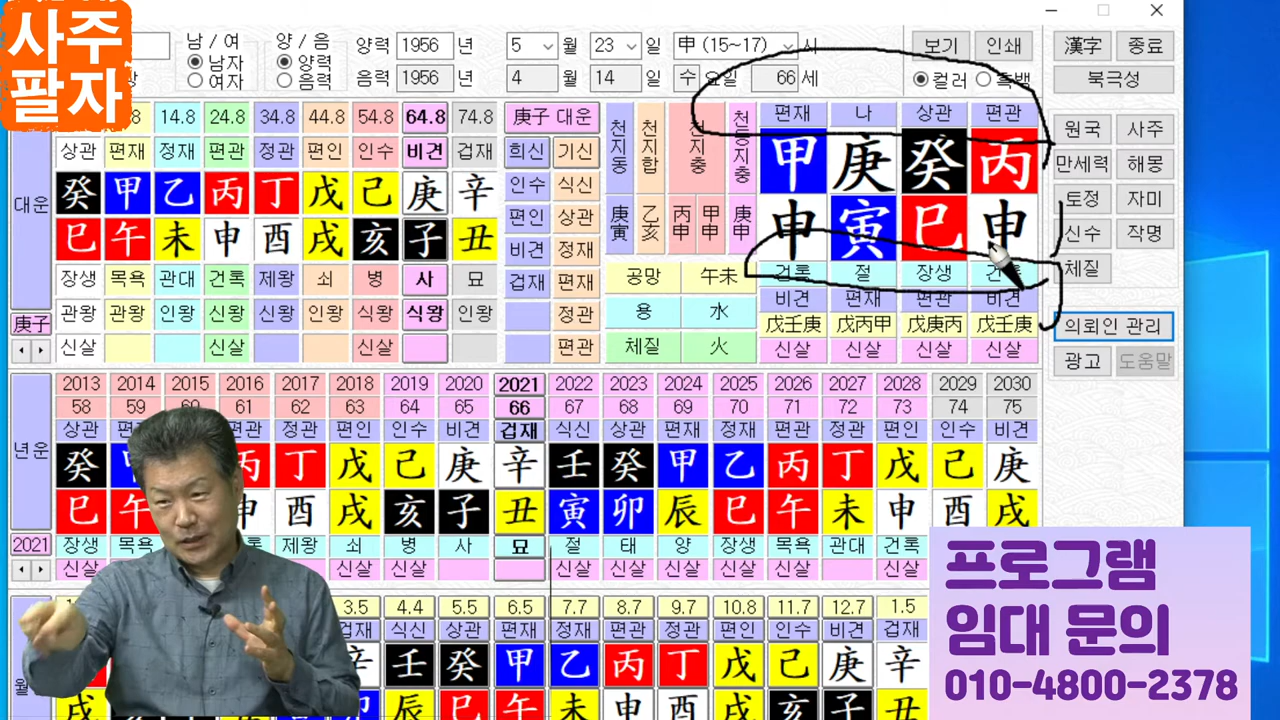 사주
팔자
남 / 여 양 / 음 양력 1956 년 5 월 23 일 申 (15~17) 시 보기 인쇄 漢字 종료
남자 양력
여자 음력 음력 1956 년 4 월 14 일 수 요일 66 세 컬러 흑백 북극성
14.8 24.8 34.8 44.8 54.8 64.8 74.8 庚子 대운 천지동 천지합 천지충 천동지충 편재 나 상관 편관 원국 사주
상관 편재 정재 편관 정관 편인 인수 비견 겁재 희신 기신 만세력 해몽
대운 癸 甲 乙 丙 丁 戊 己 庚 辛 인수 식신 甲 庚 癸 丙 토정 자미
巳 午 未 申 酉 戌 亥 子 丑 편인 상관 庚寅 乙亥 丙申 甲申 庚申 申 寅 巳 申 신수 작명
비견 정재
장생 목욕 관대 건록 제왕 쇠 병 사 묘 겁재 편재 공망 午未 건록 절 장생 건록 체질
관왕 관왕 인왕 신왕 신왕 인왕 식왕 식왕 인왕 정관 용 水 비견 편재 편관 비견
庚子 戊壬庚 戊丙甲 戊庚丙 戊壬庚 의뢰인 관리
신살 신살 신살 편관 체질 火 신살 신살 신살 신살 광고 도움말
2013 2014 2015 2016 2017 2018 2019 2020 2021 2022 2023 2024 2025 2026 2027 2028 2029 2030
58 59 61 62 63 64 65 66 67 68 69 70 71 72 73 74 75
년운 상관 편관 정관 편인 인수 비견 겁재 식신 상관 편재 정재 편관 정관 편인 인수 비견
癸 丙 丁 戊 己 庚 辛 壬 癸 甲 乙 丙 丁 戊 己 庚
巳 午 申 酉 戌 亥 子 丑 寅 卯 辰 巳 午 未 申 酉 戌
2021 장생 목욕 제왕 쇠 병 사 묘 절 태 양 장생 목욕 관대 건록
신살 신살 신살 신살 신살 신살 신살 신살 신살
3.5 4.4 5.5 6.5 7.7 8.7 9.7 10.8 11.7 12.7 1.5
겁재 식신 상관 편재 정재 편관 정관 편인 인수 비견 겁재
월 辛 壬 癸 甲 乙 丙 丁 戊 己 庚 辛
戌 卯 辰 巳 午 未 申 酉 戌 亥 子 丑
프로그램
임대 문의
010-4800-2378